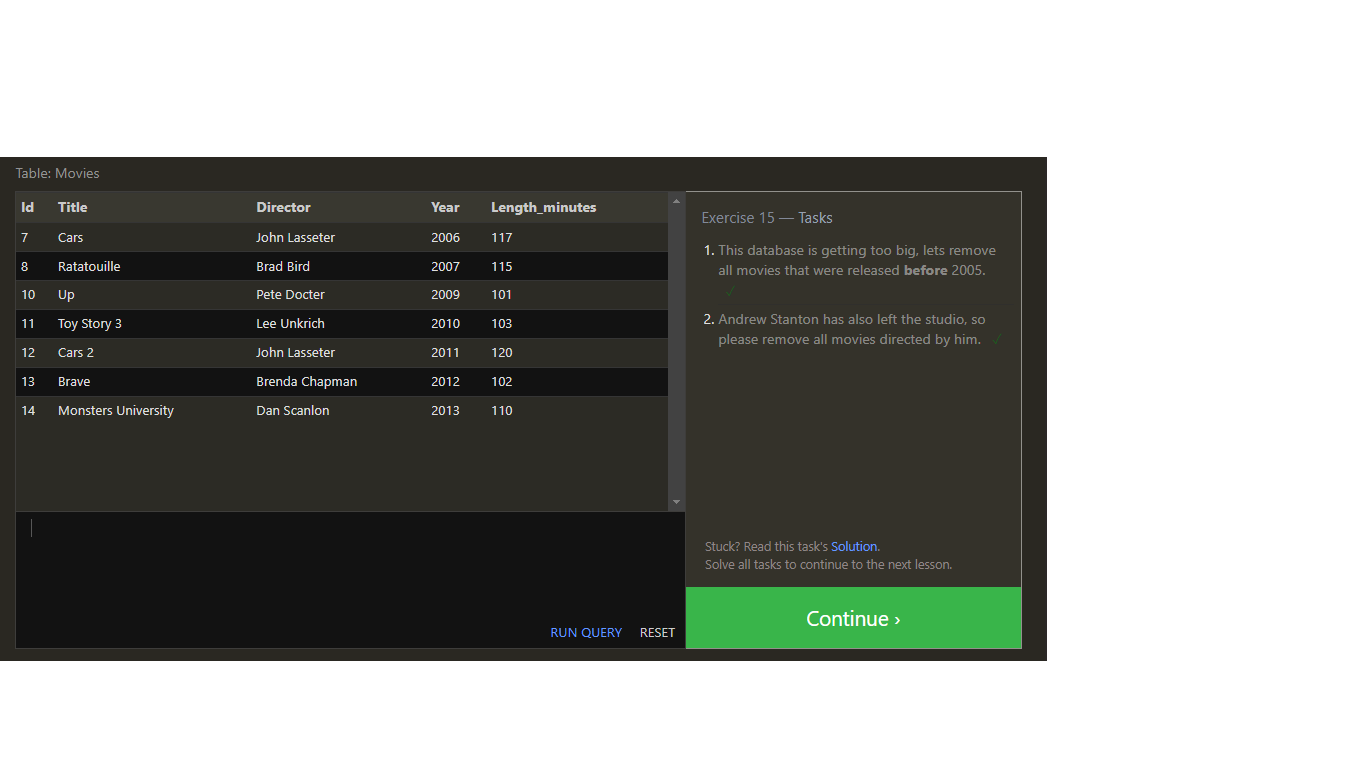 Table: Movies
Id Title Director Year Length_minutes
7 Cars John Lasseter 2006 117
8 Ratatouille Brad Bird 2007 115
10 Up Pete Docter 2009 101
11 Toy Story 3 Lee Unkrich 2010 103
12 Cars 2 John Lasseter 2011 120
13 Brave Brenda Chapman 2012 102
14 Monsters University Dan Scanlon 2013 110
RUN QUERY RESET
Exercise 15 — Tasks
1. This database is getting too big, lets remove
all movies that were released before 2005.
✓
2. Andrew Stanton has also left the studio, so
please remove all movies directed by him. ✓
Stuck? Read this task's Solution.
Solve all tasks to continue to the next lesson.
Continue ›